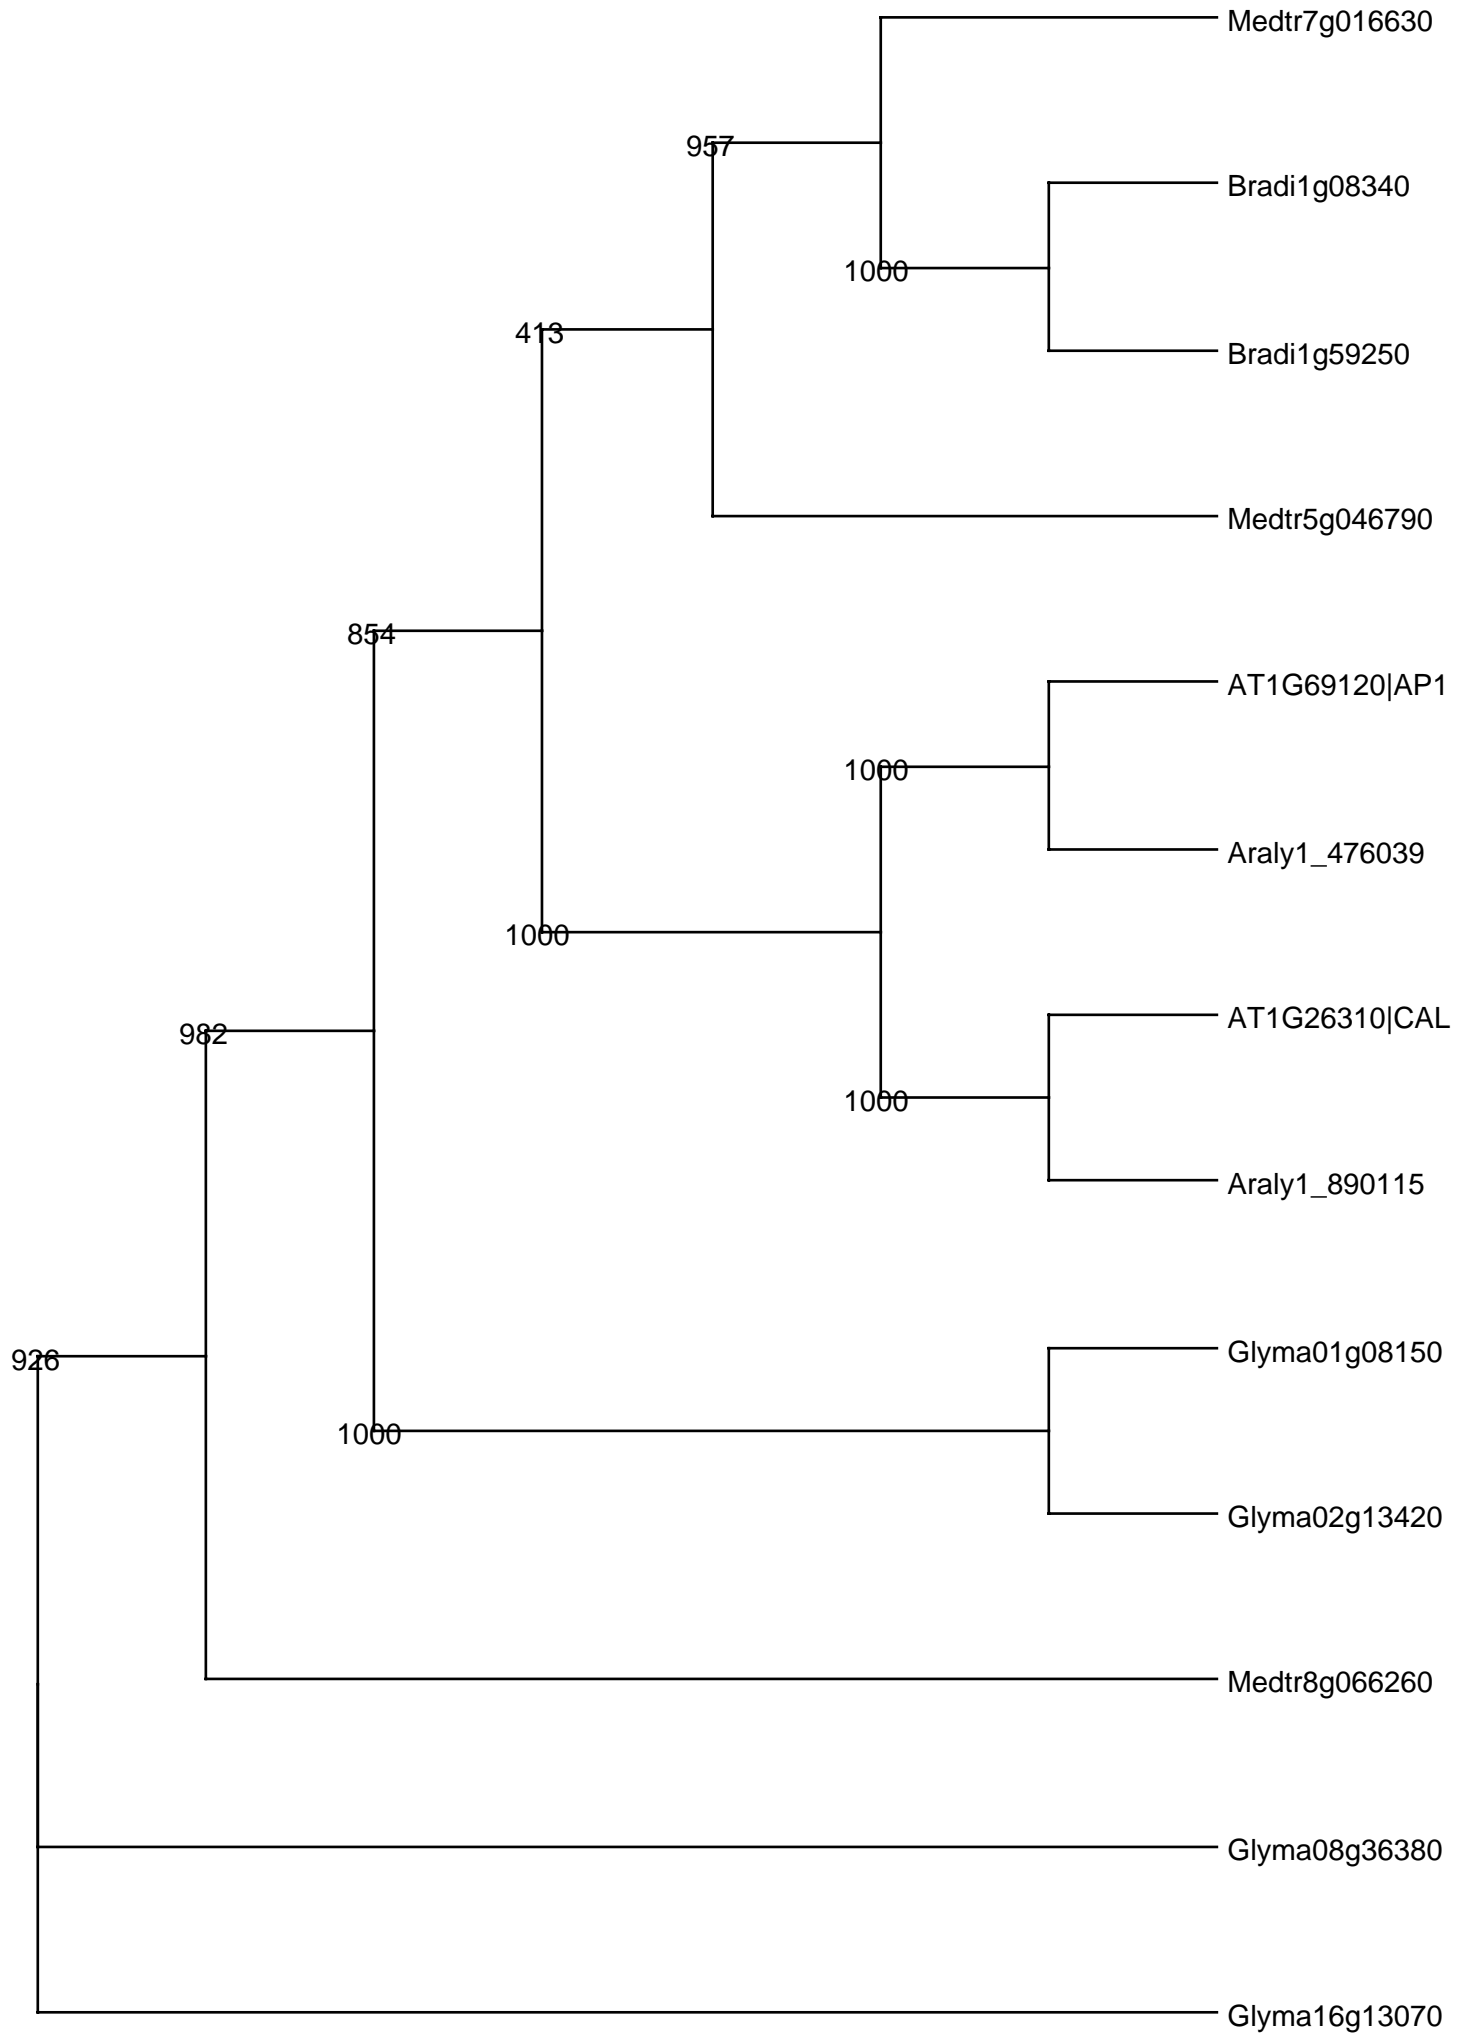 Medtr7g016630
957
Bradi1g08340
1000
413
Bradi1g59250
Medtr5g046790
854
AT1G69120|AP1
1000
Araly1_476039
1000
AT1G26310|CAL
982
1000
Araly1_890115
Glyma01g08150
926
1000
Glyma02g13420
Medtr8g066260
Glyma08g36380
Glyma16g13070